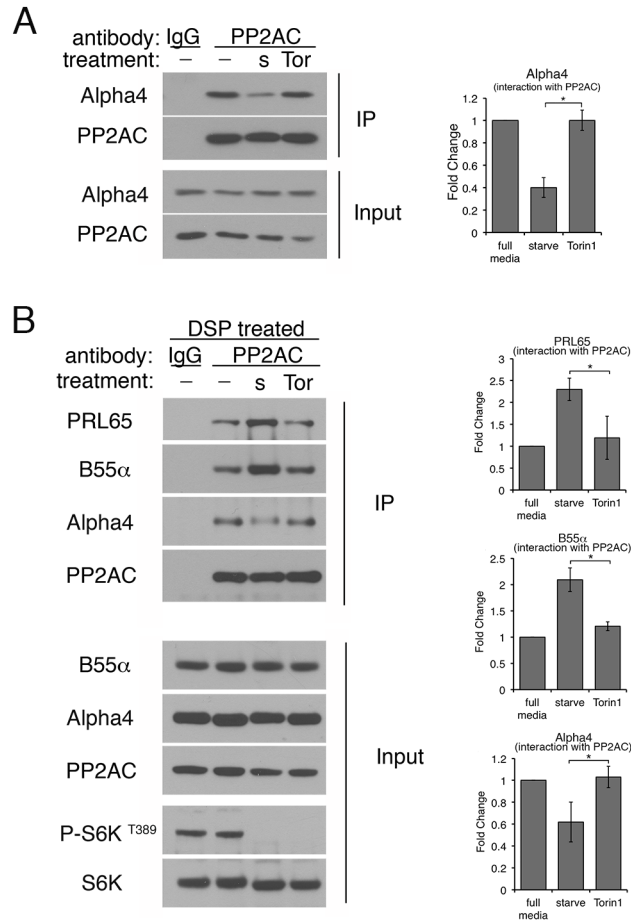 A
antibody: IgG PP2AC
treatment: – – s Tor
Alpha4
PP2AC
IP
Alpha4
PP2AC
Input
Alpha4
(interaction with PP2AC)
Fold Change
1.2
1
0.8
0.6
0.4
0.2
0
*
full media
starve
Torin1
B
DSP treated
antibody: IgG PP2AC
treatment: – – s Tor
PRL65
B55α
Alpha4
PP2AC
IP
B55α
Alpha4
PP2AC
P-S6K T389
S6K
Input
PRL65
(interaction with PP2AC)
Fold Change
3
2.5
2
1.5
1
0.5
0
*
full media
starve
Torin1
B55α
(interaction with PP2AC)
Fold Change
2.5
2
1.5
1
0.5
0
*
full media
starve
Torin1
Alpha4
(interaction with PP2AC)
Fold Change
1.2
1
0.8
0.6
0.4
0.2
0
*
full media
starve
Torin1